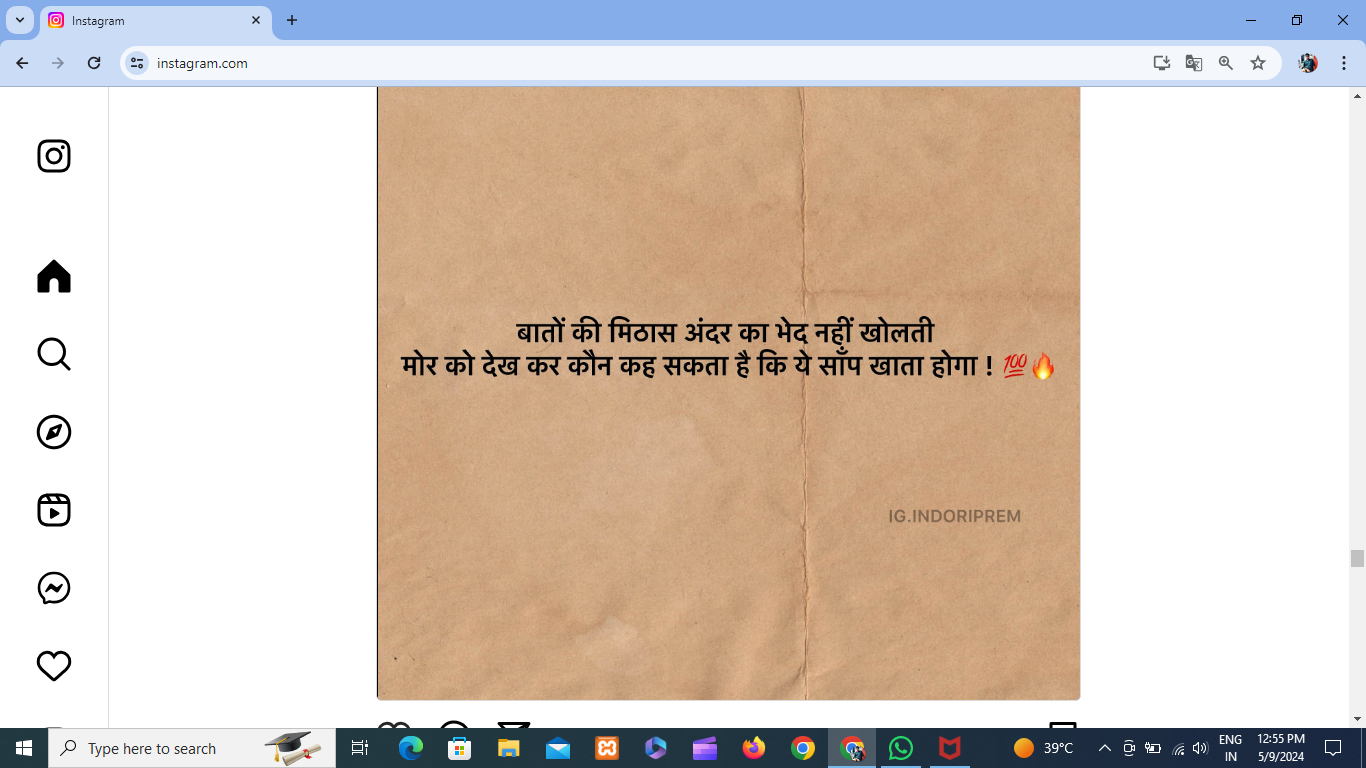 Instagram
instagram.com
बातों की मिठास अंदर का भेद नहीं खोलती
मोर को देख कर कौन कह सकता है कि ये साँप खाता होगा ! 💯🔥
IG.INDORIPREM
Type here to search
39°C
ENG
IN
12:55 PM
5/9/2024